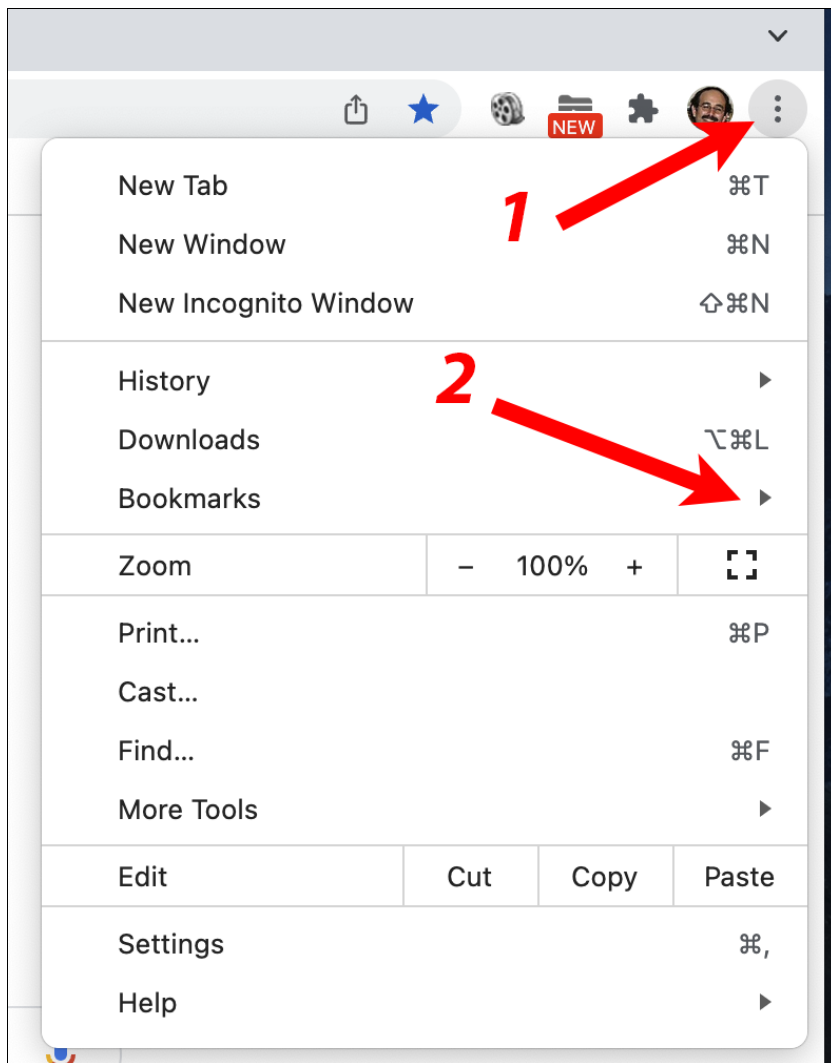 NEW
1
New Tab ⌘T
New Window ⌘N
New Incognito Window ⇧⌘N
2
History
Downloads ⌥⌘L
Bookmarks
Zoom − 100% +
Print... ⌘P
Cast...
Find... ⌘F
More Tools
Edit Cut Copy Paste
Settings ⌘,
Help